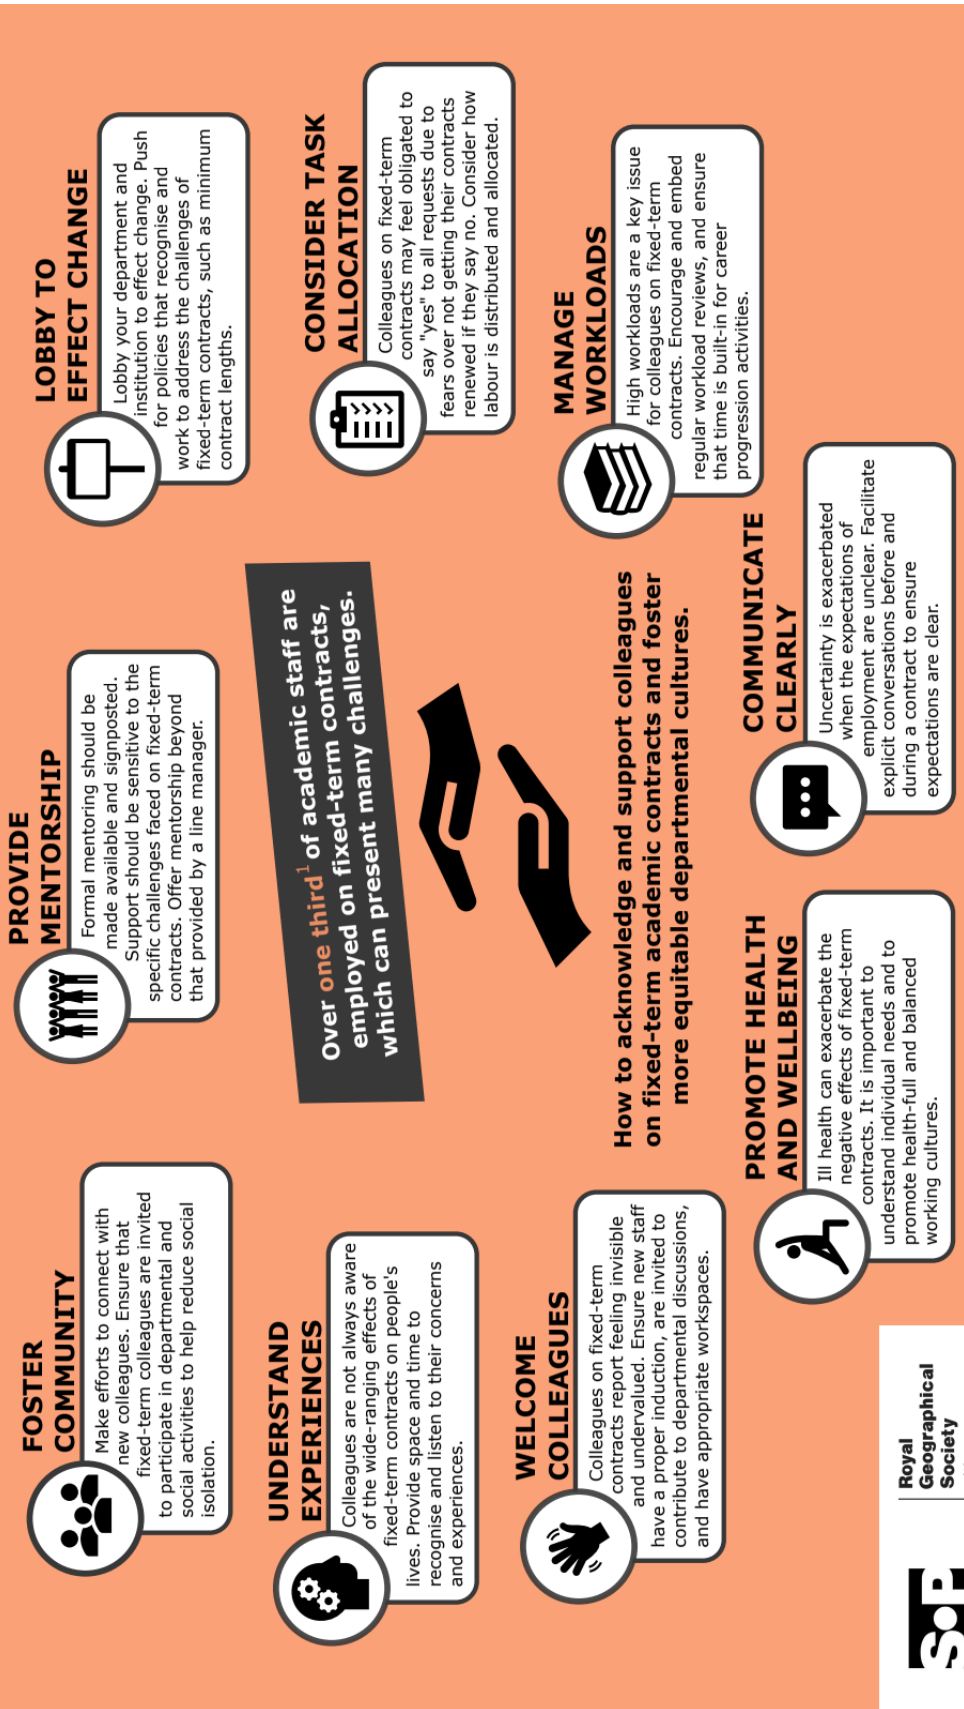 FOSTER
COMMUNITY
Make efforts to connect with
new colleagues. Ensure that
fixed-term colleagues are invited
to participate in departmental and
social activities to help reduce social
isolation.
PROVIDE
MENTORSHIP
Formal mentoring should be
made available and signposted.
Support should be sensitive to the
specific challenges faced on fixed-term
contracts. Offer mentorship beyond
that provided by a line manager.
LOBBY TO
EFFECT CHANGE
Lobby your department and
institution to effect change. Push
for policies that recognise and
work to address the challenges of
fixed-term contracts, such as minimum
contract lengths.
UNDERSTAND
EXPERIENCES
Colleagues are not always aware
of the wide-ranging effects of
fixed-term contracts on people's
lives. Provide space and time to
recognise and listen to their concerns
and experiences.
Over one third¹ of academic staff are
employed on fixed-term contracts,
which can present many challenges.
CONSIDER TASK
ALLOCATION
Colleagues on fixed-term
contracts may feel obligated to
say "yes" to all requests due to
fears over not getting their contracts
renewed if they say no. Consider how
labour is distributed and allocated.
WELCOME
COLLEAGUES
Colleagues on fixed-term
contracts report feeling invisible
and undervalued. Ensure new staff
have a proper induction, are invited to
contribute to departmental discussions,
and have appropriate workspaces.
How to acknowledge and support colleagues
on fixed-term academic contracts and foster
more equitable departmental cultures.
MANAGE
WORKLOADS
High workloads are a key issue
for colleagues on fixed-term
contracts. Encourage and embed
regular workload reviews, and ensure
that time is built-in for career
progression activities.
PROMOTE HEALTH
AND WELLBEING
Ill health can exacerbate the
negative effects of fixed-term
contracts. It is important to
understand individual needs and to
promote health-full and balanced
working cultures.
COMMUNICATE
CLEARLY
Uncertainty is exacerbated
when the expectations of
employment are unclear. Facilitate
explicit conversations before and
during a contract to ensure
expectations are clear.
Royal
Geographical
Society